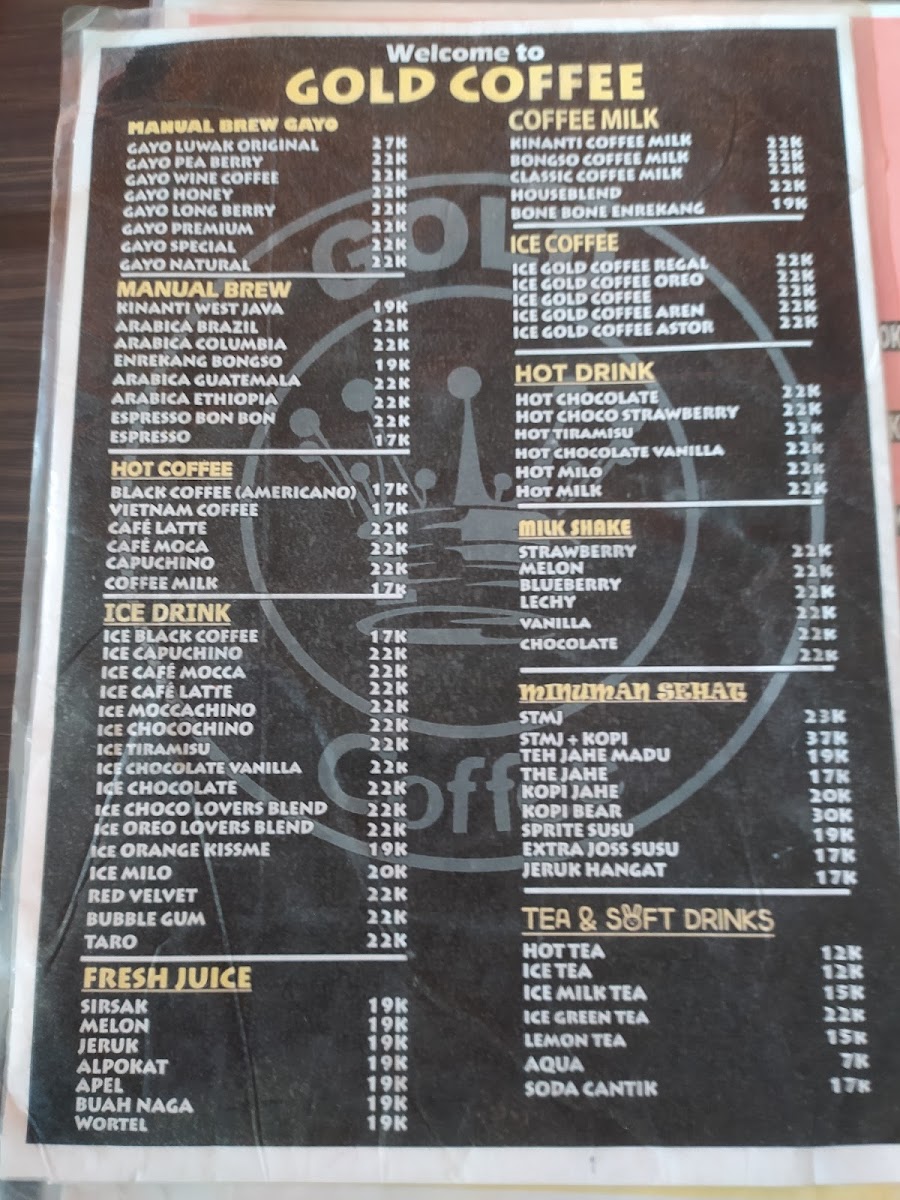 Welcome to
GOLD COFFEE
MANUAL BREW GAYO
GAYO LUWAK ORIGINAL 27K
GAYO PEA BERRY 22K
GAYO WINE COFFEE 22K
GAYO HONEY 22K
GAYO LONG BERRY 22K
GAYO PREMIUM 22K
GAYO SPECIAL 22K
GAYO NATURAL 22K
MANUAL BREW
KINANTI WEST JAVA 19K
ARABICA BRAZIL 22K
ARABICA COLUMBIA 22K
ENREKANG BONGSO 19K
ARABICA GUATEMALA 22K
ARABICA ETHIOPIA 22K
ESPRESSO BON BON 22K
ESPRESSO 17K
HOT COFFEE
BLACK COFFEE (AMERICANO) 17K
VIETNAM COFFEE 17K
CAFÉ LATTE 22K
CAFÉ MOCA 22K
CAPUCHINO 22K
COFFEE MILK 17K
ICE DRINK
ICE BLACK COFFEE 17K
ICE CAPUCHINO 22K
ICE CAFÉ MOCCA 22K
ICE CAFÉ LATTE 22K
ICE MOCCACHINO 22K
ICE CHOCOCHINO 22K
ICE TIRAMISU 22K
ICE CHOCOLATE VANILLA 22K
ICE CHOCOLATE 22K
ICE CHOCO LOVERS BLEND 22K
ICE OREO LOVERS BLEND 22K
ICE ORANGE KISSME 19K
ICE MILO 20K
RED VELVET 22K
BUBBLE GUM 22K
TARO 22K
FRESH JUICE
SIRSAK 19K
MELON 19K
JERUK 19K
ALPOKAT 19K
APEL 19K
BUAH NAGA 19K
WORTEL 19K
COFFEE MILK
KINANTI COFFEE MILK 22K
BONGSO COFFEE MILK 22K
CLASSIC COFFEE MILK 22K
HOUSEBLEND 22K
BONE BONE ENREKANG 19K
ICE COFFEE
ICE GOLD COFFEE REGAL 22K
ICE GOLD COFFEE OREO 22K
ICE GOLD COFFEE 22K
ICE GOLD COFFEE AREN 22K
ICE GOLD COFFEE ASTOR 22K
HOT DRINK
HOT CHOCOLATE 22K
HOT CHOCO STRAWBERRY 22K
HOT TIRAMISU 22K
HOT CHOCOLATE VANILLA 22K
HOT MILO 22K
HOT MILK 22K
MILK SHAKE
STRAWBERRY 22K
MELON 22K
BLUEBERRY 22K
LECHY 22K
VANILLA 22K
CHOCOLATE 22K
MINUMAN SEHAT
STMJ 23K
STMJ + KOPI 37K
TEH JAHE MADU 19K
THE JAHE 17K
KOPI JAHE 20K
KOPI BEAR 30K
SPRITE SUSU 19K
EXTRA JOSS SUSU 17K
JERUK HANGAT 17K
TEA & SOFT DRINKS
HOT TEA 12K
ICE TEA 12K
ICE MILK TEA 15K
ICE GREEN TEA 22K
LEMON TEA 15K
AQUA 7K
SODA CANTIK 17K
GOLD
Coffee